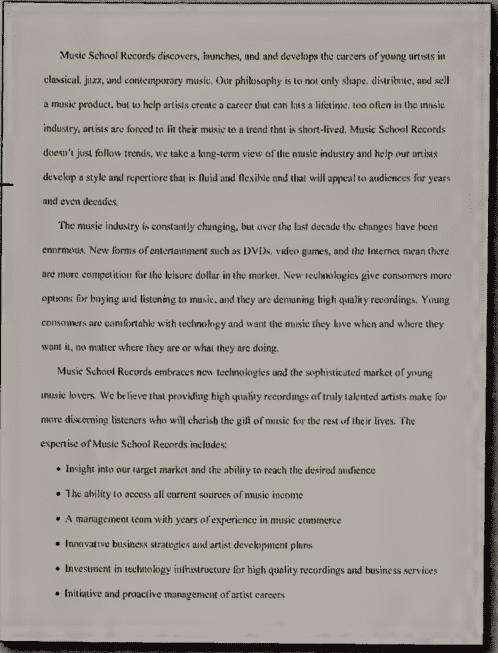 Music School Records discovers, launches, and and develops the careers of young artists in
classical, jazz, and contemporary music. Our philosophy is to not only shape, distribute, and sell
a music product, but to help artists create a career that can lats a lifetime. too often in the music
industry, artists are forced to fit their music to a trend that is short-lived. Music School Records
doesn't just follow trends, we take a long-term view of the music industry and help our artists
develop a style and repertiore that is fluid and flexible and that will appeal to audiences for years
and even decades.
The music industry is constantly changing, but over the last decade the changes have been
enormous. New forms of entertainment such as DVDs, video games, and the Internet mean there
are more competition for the leisure dollar in the market. New technologies give consomers more
options for buying and listening to music, and they are demaning high quality recordings. Young
consomers are comfortable with technology and want the music they love when and where they
want it, no matter where they are or what they are doing.
Music School Records embraces new technologies and the sophisticated market of young
music lovers. We believe that providing high quality recordings of truly talented artists make for
more discerning listeners who will cherish the gift of music for the rest of their lives. The
expertise of Music School Records includes:
• Insight into our target market and the ability to reach the desired audience
• The ability to access all current sources of music income
• A management team with years of experience in music commerce
• Innovative business strategies and artist development plans
• Investment in technology infrastructure for high quality recordings and business services
• Initiative and proactive management of artist careers